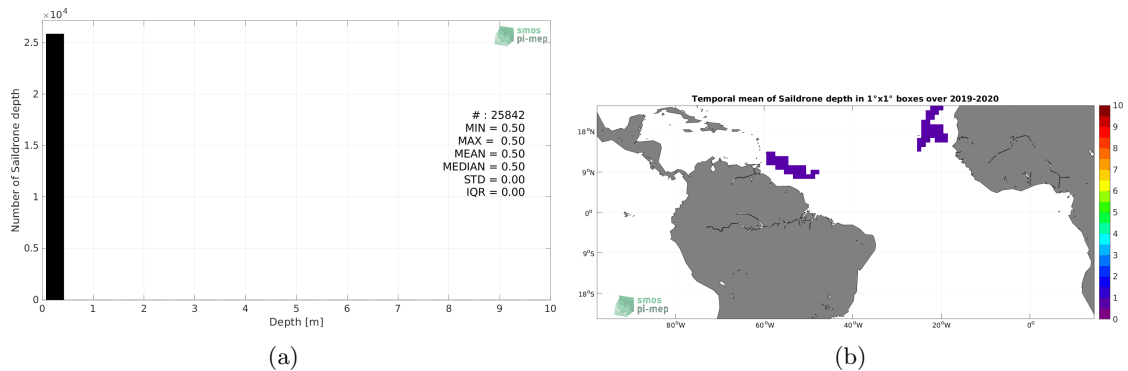 ×10⁴
2.5
2
1.5
1
0.5
0
Number of Saildrone depth
smos
pi-mep
# : 25842
MIN = 0.50
MAX = 0.50
MEAN = 0.50
MEDIAN = 0.50
STD = 0.00
IQR = 0.00
0 1 2 3 4 5 6 7 8 9 10
Depth [m]
(a)
Temporal mean of Saildrone depth in 1°x1° boxes over 2019-2020
18°N
9°N
0°
9°S
18°S
smos
pi-mep
80°W 60°W 40°W 20°W 0°
10
9
8
7
6
5
4
3
2
1
0
(b)